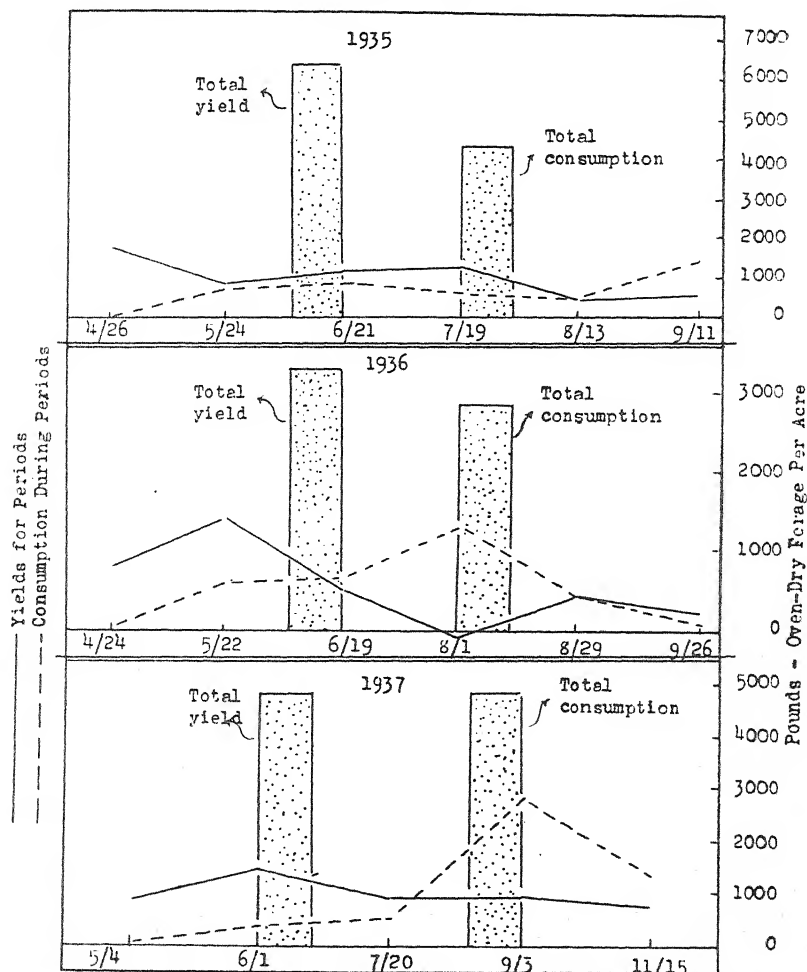 1935
Total
yield
Total
consumption
7000
6000
5000
4000
3000
2000
1000
0
4/26
5/24
6/21
7/19
8/13
9/11
1936
Total
yield
Total
consumption
3000
2000
1000
0
4/24
5/22
6/19
8/1
8/29
9/26
1937
Total
yield
Total
consumption
5000
4000
3000
2000
1000
0
5/4
6/1
7/20
9/3
11/15
Yields for Periods
Consumption During Periods
Pounds - Oven-Dry Forage Per Acre